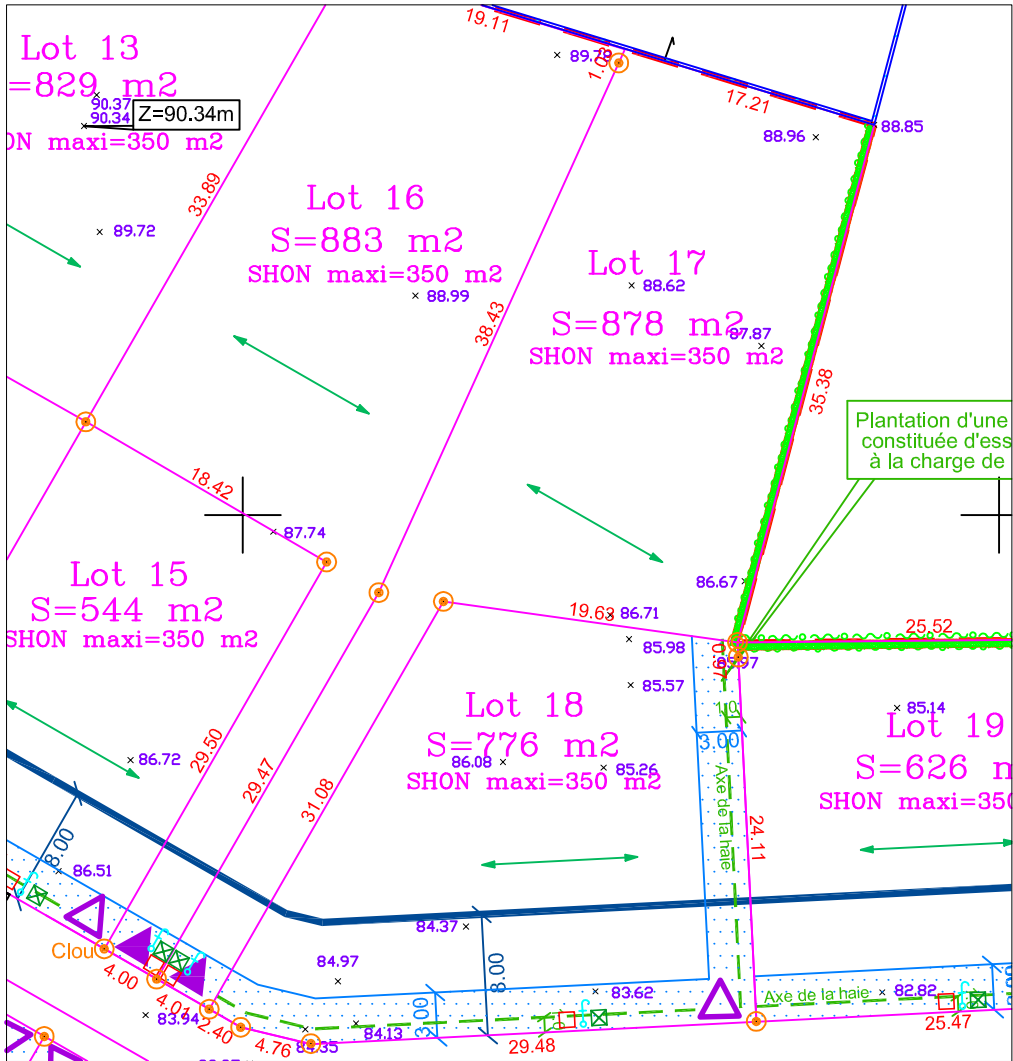 19.11
Lot 13
=829 m2
90.37
90.34
Z=90.34m
ON maxi=350 m2
89.78
1.03
17.21
88.96
88.85
33.89
89.72
Lot 16
S=883 m2
SHON maxi=350 m2
88.99
38.43
Lot 17
88.62
S=878 m2
87.87
SHON maxi=350 m2
35.38
Plantation d'une
constituée d'ess
à la charge de
18.42
87.74
Lot 15
S=544 m2
SHON maxi=350 m2
86.67
19.63
86.71
85.98
0.97
85.97
25.52
85.57
Lot 18
S=776 m2
86.08
85.26
SHON maxi=350 m2
3.00
Axe de la haie
24.11
85.14
Lot 19
S=626 m
SHON maxi=350
86.72
29.50
29.47
31.08
8.00
86.51
84.37
Clou
4.00
4.01
2.40
4.76
84.97
8.00
83.62
3.00
82.82
Axe de la haie
83.94
84.13
29.48
25.47